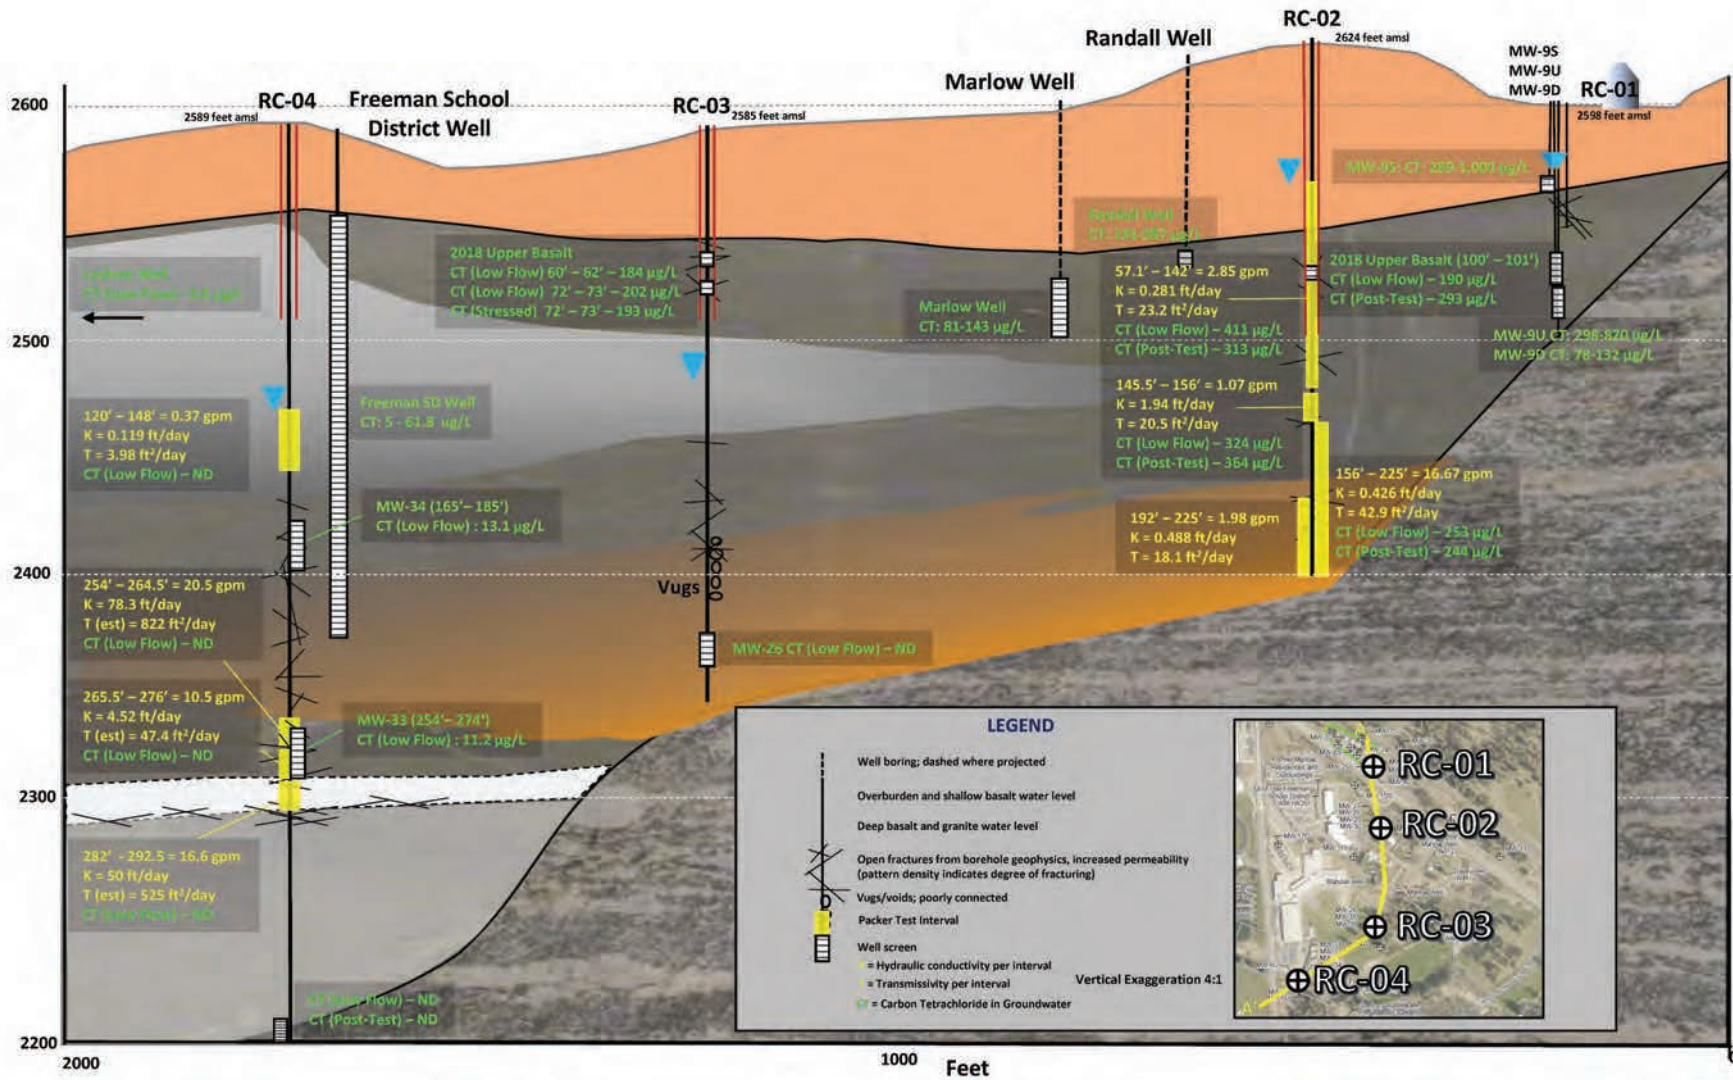 RC-02
2624 feet amsl
Randall Well
MW-9S
MW-9U
MW-9D
RC-01
2598 feet amsl
Marlow Well
RC-04
2589 feet amsl
Freeman School
District Well
RC-03
2585 feet amsl
2600
2500
2400
2300
2200
MW-9S: CT: 289-1,009 µg/L
Randall Well
CT:
2018 Upper Basalt
CT (Low Flow) 60' – 62' – 184 µg/L
CT (Low Flow) 72' – 73' – 202 µg/L
CT (Stressed) 72' – 73' – 193 µg/L
Marlow Well
CT: 81-143 µg/L
57.1' – 142' = 2.85 gpm
K = 0.281 ft/day
T = 23.2 ft²/day
CT (Low Flow) – 411 µg/L
CT (Post-Test) – 313 µg/L
2018 Upper Basalt (100' – 101')
CT (Low Flow) – 190 µg/L
CT (Post-Test) – 293 µg/L
MW-9U CT: 298-820 µg/L
MW-9D CT: 78-132 µg/L
145.5' – 156' = 1.07 gpm
K = 1.94 ft/day
T = 20.5 ft²/day
CT (Low Flow) – 324 µg/L
CT (Post-Test) – 364 µg/L
156' – 225' = 16.67 gpm
K = 0.426 ft/day
T = 42.9 ft²/day
CT (Low Flow) – 253 µg/L
CT (Post-Test) – 244 µg/L
192' – 225' = 1.98 gpm
K = 0.488 ft/day
T = 18.1 ft²/day
120' – 148' = 0.37 gpm
K = 0.119 ft/day
T = 3.98 ft²/day
CT (Low Flow) – ND
Freeman SD Well
CT: 5 - 61.8 µg/L
MW-34 (165'– 185')
CT (Low Flow) : 13.1 µg/L
254' – 264.5' = 20.5 gpm
K = 78.3 ft/day
T (est) = 822 ft²/day
CT (Low Flow) – ND
Vugs
MW-26 CT (Low Flow) – ND
265.5' – 276' = 10.5 gpm
K = 4.52 ft/day
T (est) = 47.4 ft²/day
CT (Low Flow) – ND
MW-33 (254'– 274')
CT (Low Flow) : 11.2 µg/L
282' - 292.5 = 16.6 gpm
K = 50 ft/day
T (est) = 525 ft²/day
CT (Low Flow) – ND
CT (Low Flow) – ND
CT (Post-Test) – ND
LEGEND
Well boring; dashed where projected
Overburden and shallow basalt water level
Deep basalt and granite water level
Open fractures from borehole geophysics, increased permeability
(pattern density indicates degree of fracturing)
Vugs/voids; poorly connected
Packer Test Interval
Well screen
= Hydraulic conductivity per interval
= Transmissivity per interval
CT = Carbon Tetrachloride in Groundwater
Vertical Exaggeration 4:1
RC-01
RC-02
RC-03
RC-04
A'
2000
1000
Feet